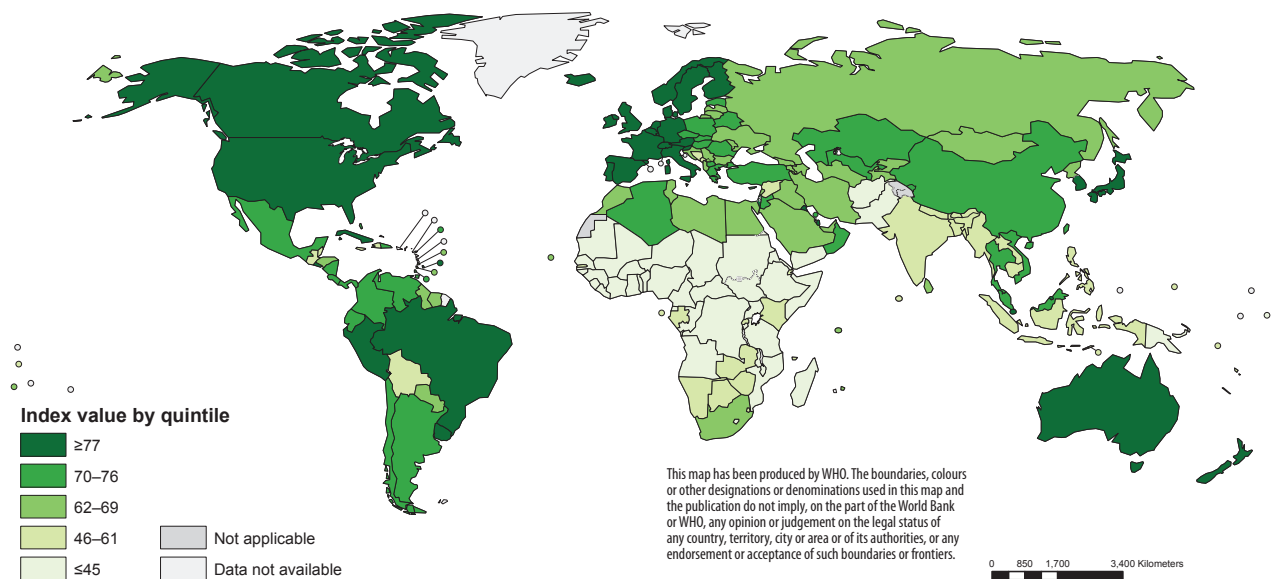 Index value by quintile
≥77
70–76
62–69
46–61
≤45
Not applicable
Data not available
This map has been produced by WHO. The boundaries, colours
or other designations or denominations used in this map and
the publication do not imply, on the part of the World Bank
or WHO, any opinion or judgement on the legal status of
any country, territory, city or area or of its authorities, or any
endorsement or acceptance of such boundaries or frontiers.
0 850 1,700 3,400 Kilometers